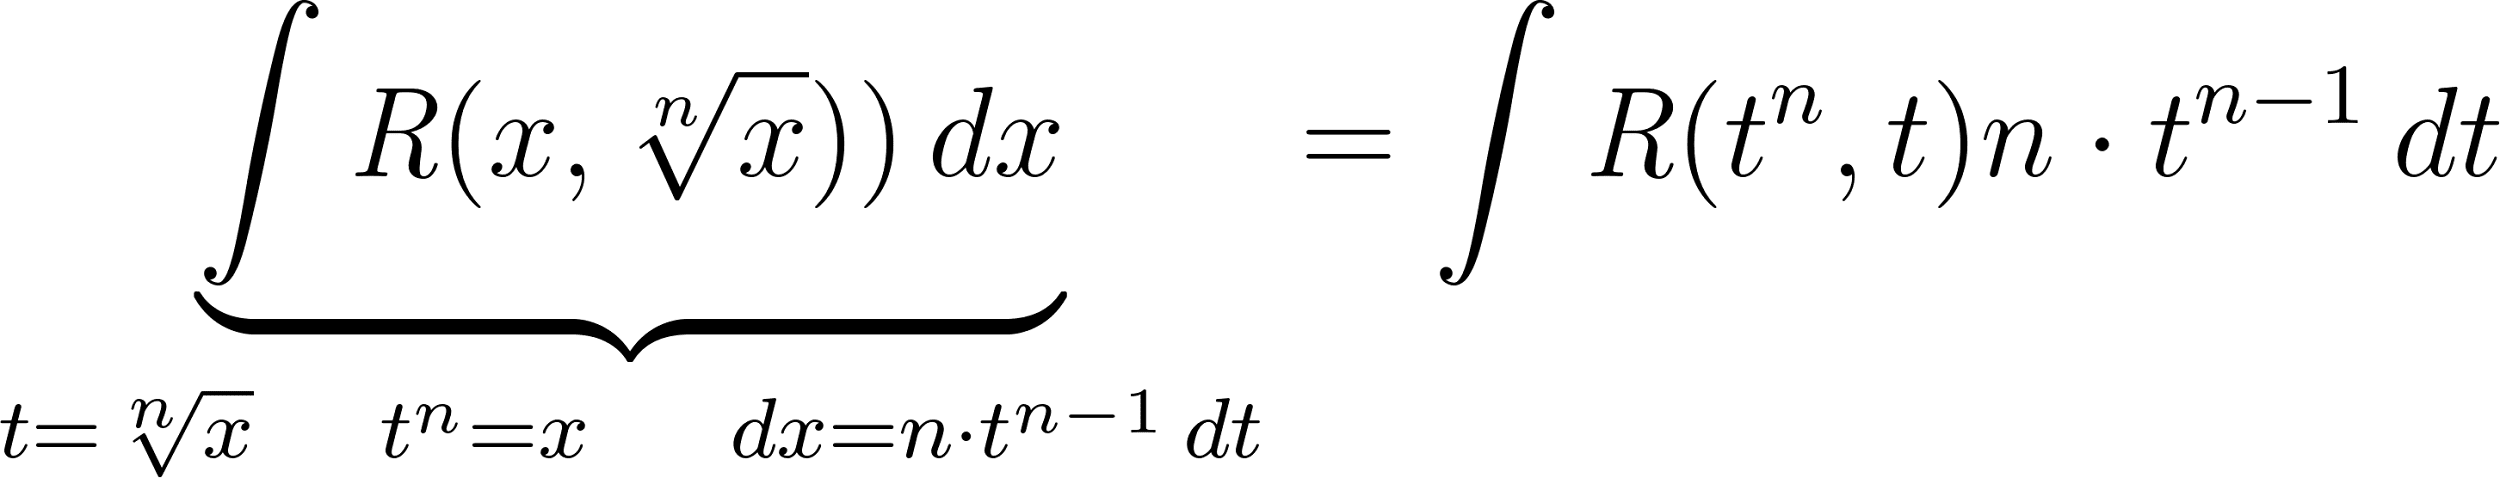 ∫ R(x, ⁿ√x)) dx = ∫ R(tⁿ, t)n · tⁿ⁻¹ dt
t= ⁿ√x tⁿ=x dx=n·tⁿ⁻¹ dt